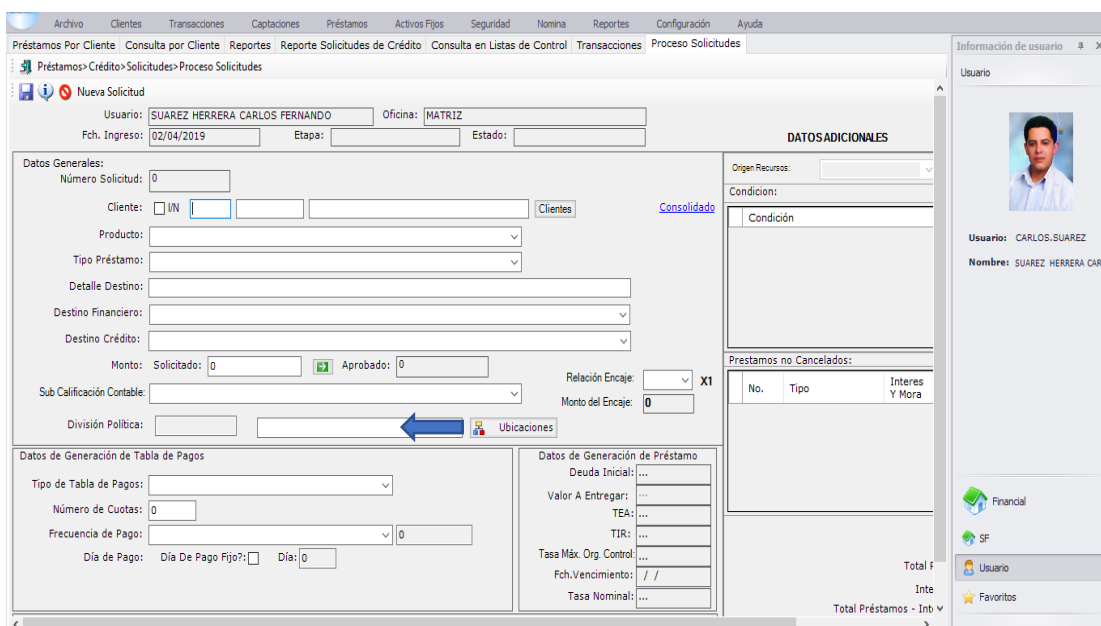 Archivo Clientes Transacciones Captaciones Préstamos Activos Fijos Seguridad Nomina Reportes Configuración Ayuda
Préstamos Por Cliente Consulta por Cliente Reportes Reporte Solicitudes de Crédito Consulta en Listas de Control Transacciones Proceso Solicitudes
Préstamos>Crédito>Solicitudes>Proceso Solicitudes
Nueva Solicitud
Usuario: SUAREZ HERRERA CARLOS FERNANDO Oficina: MATRIZ
Fch. Ingreso: 02/04/2019 Etapa: Estado:
Datos Generales:
Número Solicitud: 0
Cliente: I/N Clientes Consolidado
Producto:
Tipo Préstamo:
Detalle Destino:
Destino Financiero:
Destino Crédito:
Monto: Solicitado: 0 Aprobado: 0
Relación Encaje: X1
Sub Calificación Contable:
Monto del Encaje: 0
División Política: Ubicaciones
Datos de Generación de Tabla de Pagos
Tipo de Tabla de Pagos:
Número de Cuotas: 0
Frecuencia de Pago: 0
Día de Pago: Día De Pago Fijo?: Día: 0
Datos de Generación de Préstamo
Deuda Inicial: ...
Valor A Entregar: ...
TEA: ...
TIR: ...
Tasa Máx. Org. Control: ...
Fch.Vencimiento: / /
Tasa Nominal: ...
DATOS ADICIONALES
Origen Recursos:
Condicion:
Condición
Prestamos no Cancelados:
No. Tipo Interes
Y Mora
Total P
Inte
Total Préstamos - Int
Información de usuario
Usuario
Usuario: CARLOS.SUAREZ
Nombre: SUAREZ HERRERA CAR
Financial
SF
Usuario
Favoritos